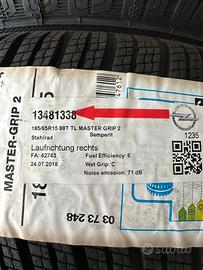 MASTER-GRIP 2
13481338
185/65R15 88T TL MASTER GRIP 2
Stahlrad
Semperit
1235
Laufrichtung rechts
FA: 42743
Fuel Efficiency: E
24.07.2018
Wet Grip: C
Noise emission: 71 dB
03 73 248
subito